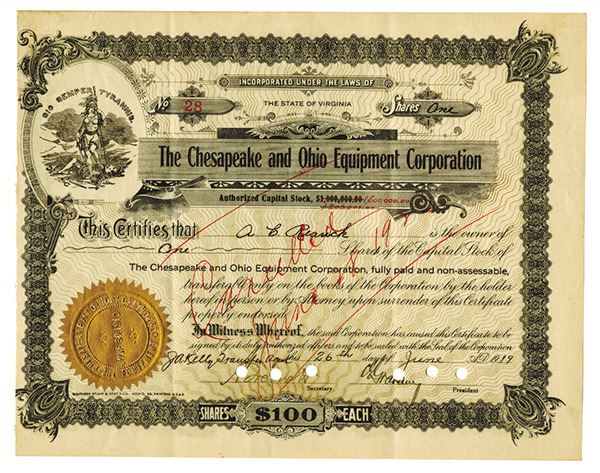 INCORPORATED UNDER THE LAWS OF
SIC SEMPER TYRANNIS
No 28
THE STATE OF VIRGINIA
Shares One
The Chesapeake and Ohio Equipment Corporation
Authorized Capital Stock, $1,000,000.00
This Certifies that A C is the owner of
One Shares of the Capital Stock of
The Chesapeake and Ohio Equipment Corporation, fully paid and non-assessable,
transferable only on the books of the Corporation by the holder
hereof in person or by Attorney upon surrender of this Certificate
properly endorsed.
In Witness Whereof, the said Corporation has caused this Certificate to be
signed by its duly authorized officers and to be sealed with the Seal of the Corporation
26th day of June A.D. 1919
Secretary
President
SHARES $100 EACH
Cancelled